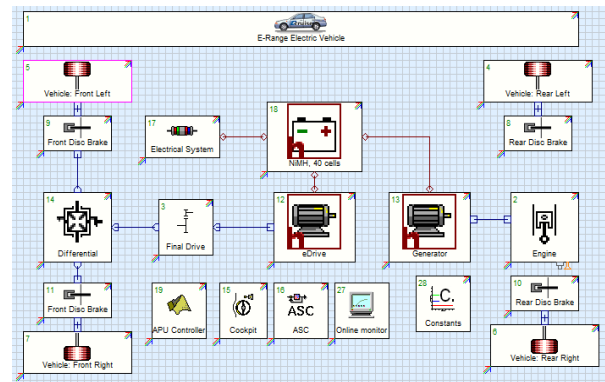 1
Cruise
E-Range Electric Vehicle
5
Vehicle: Front Left
4
Vehicle: Rear Left
9
Front Disc Brake
17
Electrical System
18
NiMH, 40 cells
8
Rear Disc Brake
14
Differential
3
Final Drive
12
eDrive
13
Generator
2
Engine
11
Front Disc Brake
19
APU Controller
15
Cockpit
16
ASC
ASC
27
Online monitor
28
C.
Constants
10
Rear Disc Brake
7
Vehicle: Front Right
6
Vehicle: Rear Right